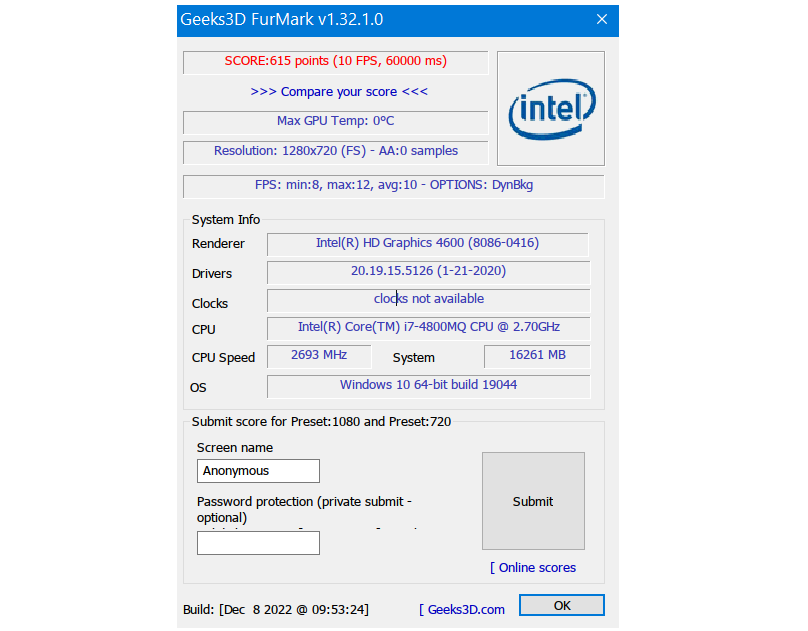 Geeks3D FurMark v1.32.1.0
SCORE:615 points (10 FPS, 60000 ms)
>>> Compare your score <<<
intel
Max GPU Temp: 0°C
Resolution: 1280x720 (FS) - AA:0 samples
FPS: min:8, max:12, avg:10 - OPTIONS: DynBkg
System Info
Renderer Intel(R) HD Graphics 4600 (8086-0416)
Drivers 20.19.15.5126 (1-21-2020)
Clocks clocks not available
CPU Intel(R) Core(TM) i7-4800MQ CPU @ 2.70GHz
CPU Speed 2693 MHz System 16261 MB
OS Windows 10 64-bit build 19044
Submit score for Preset:1080 and Preset:720
Screen name
Anonymous
Password protection (private submit -
optional)
Submit
[ Online scores
Build: [Dec 8 2022 @ 09:53:24] [ Geeks3D.com OK